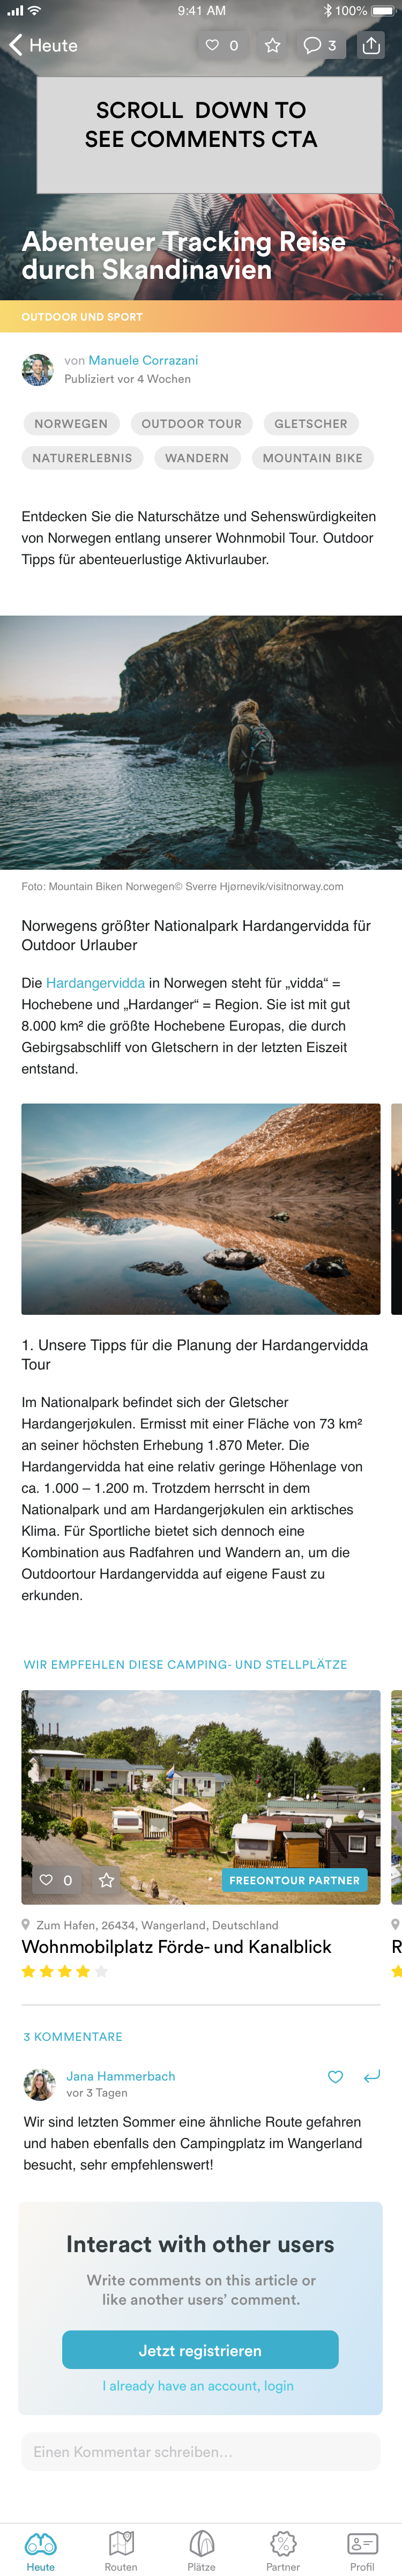 9:41 AM
100%
Heute
0
3
SCROLL DOWN TO
SEE COMMENTS CTA
Abenteuer Tracking Reise
durch Skandinavien
OUTDOOR UND SPORT
von Manuele Corrazani
Publiziert vor 4 Wochen
NORWEGEN
OUTDOOR TOUR
GLETSCHER
NATURERLEBNIS
WANDERN
MOUNTAIN BIKE
Entdecken Sie die Naturschätze und Sehenswürdigkeiten
von Norwegen entlang unserer Wohnmobil Tour. Outdoor
Tipps für abenteuerlustige Aktivurlauber.
Foto: Mountain Biken Norwegen© Sverre Hjørnevik/visitnorway.com
Norwegens größter Nationalpark Hardangervidda für
Outdoor Urlauber
Die Hardangervidda in Norwegen steht für „vidda“ =
Hochebene und „Hardanger“ = Region. Sie ist mit gut
8.000 km² die größte Hochebene Europas, die durch
Gebirgsabschliff von Gletschern in der letzten Eiszeit
entstand.
1. Unsere Tipps für die Planung der Hardangervidda
Tour
Im Nationalpark befindet sich der Gletscher
Hardangerjøkulen. Ermisst mit einer Fläche von 73 km²
an seiner höchsten Erhebung 1.870 Meter. Die
Hardangervidda hat eine relativ geringe Höhenlage von
ca. 1.000 – 1.200 m. Trotzdem herrscht in dem
Nationalpark und am Hardangerjøkulen ein arktisches
Klima. Für Sportliche bietet sich dennoch eine
Kombination aus Radfahren und Wandern an, um die
Outdoortour Hardangervidda auf eigene Faust zu
erkunden.
WIR EMPFEHLEN DIESE CAMPING- UND STELLPLÄTZE
0
FREEONTOUR PARTNER
Zum Hafen, 26434, Wangerland, Deutschland
Wohnmobilplatz Förde- und Kanalblick
R
3 KOMMENTARE
Jana Hammerbach
vor 3 Tagen
Wir sind letzten Sommer eine ähnliche Route gefahren
und haben ebenfalls den Campingplatz im Wangerland
besucht, sehr empfehlenswert!
Interact with other users
Write comments on this article or
like another users’ comment.
Jetzt registrieren
I already have an account, login
Einen Kommentar schreiben...
Heute
Routen
Plätze
Partner
Profil